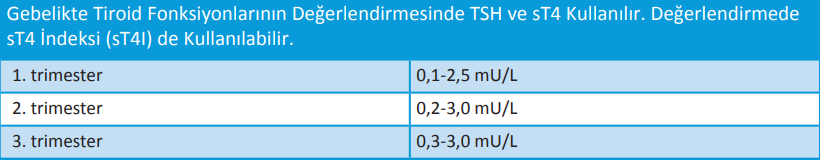 Gebelikte Tiroid Fonksiyonlarının Değerlendirmesinde TSH ve sT4 Kullanılır. Değerlendirmede
sT4 İndeksi (sT4I) de Kullanılabilir.
1. trimester 0,1-2,5 mU/L
2. trimester 0,2-3,0 mU/L
3. trimester 0,3-3,0 mU/L